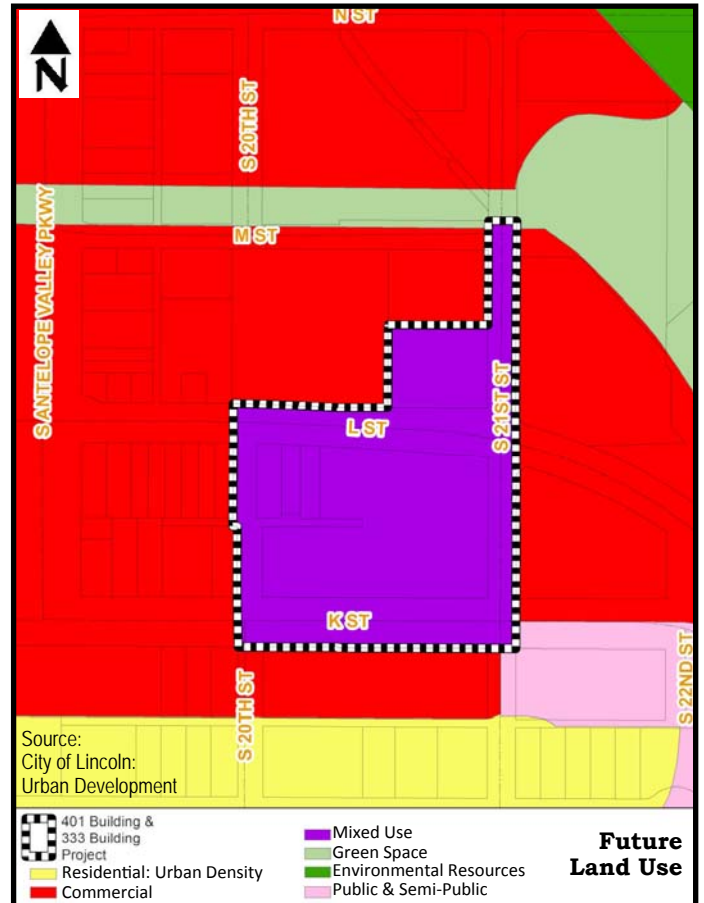 N ST
N
S 20TH ST
S ANTELOPE VALLEY PKWY
M ST
S 21ST ST
L ST
K ST
S 20TH ST
S 22ND ST
Source:
City of Lincoln:
Urban Development
401 Building &
333 Building
Project
Residential: Urban Density
Commercial
Mixed Use
Green Space
Environmental Resources
Public & Semi-Public
Future
Land Use